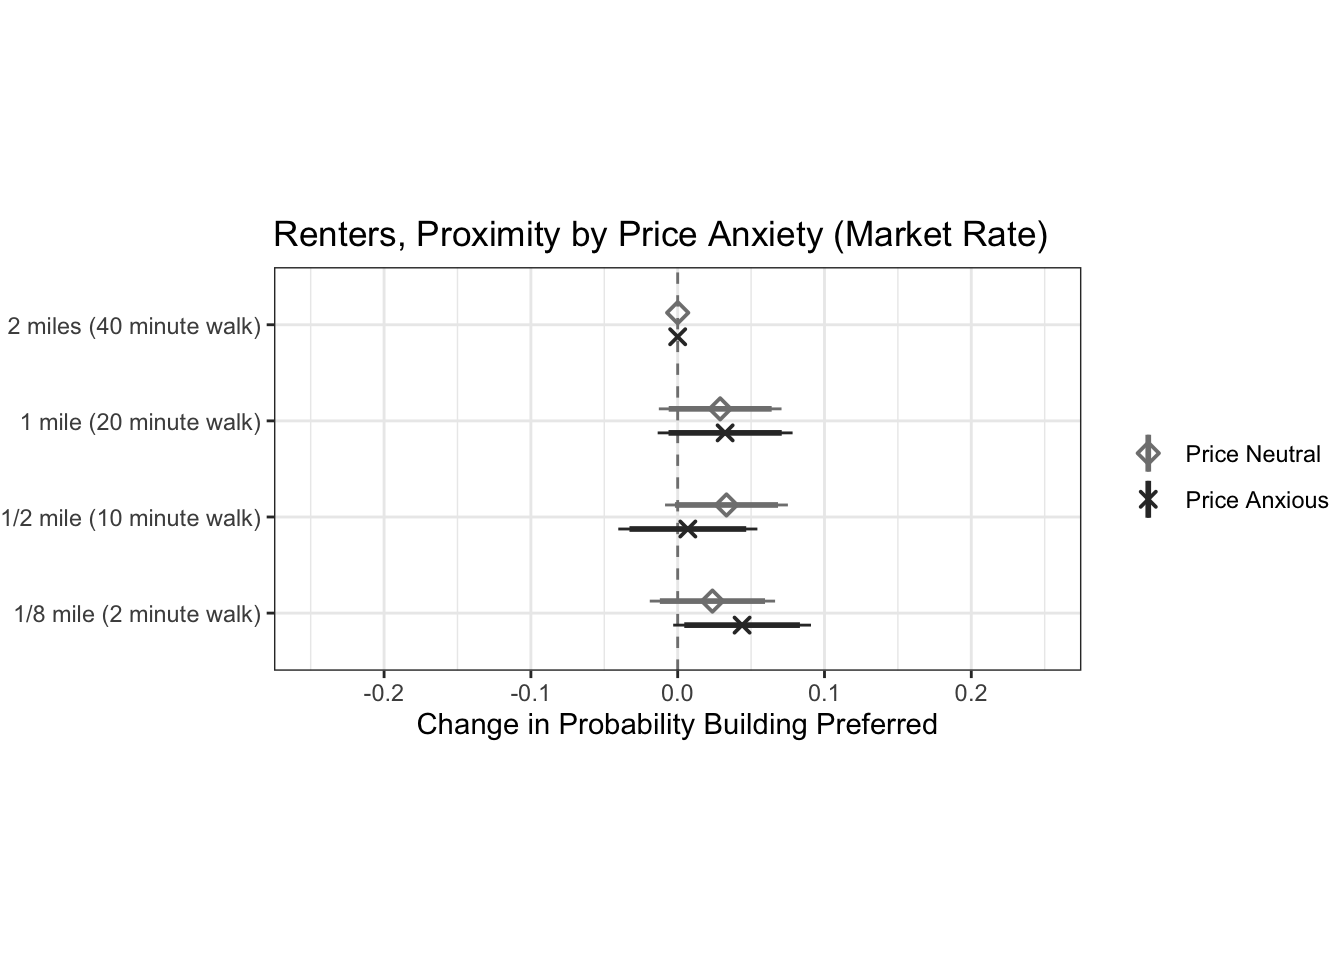 Renters, Proximity by Price Anxiety (Market Rate)
2 miles (40 minute walk)
1 mile (20 minute walk)
1/2 mile (10 minute walk)
1/8 mile (2 minute walk)
-0.2 -0.1 0.0 0.1 0.2
Change in Probability Building Preferred
Price Neutral
Price Anxious